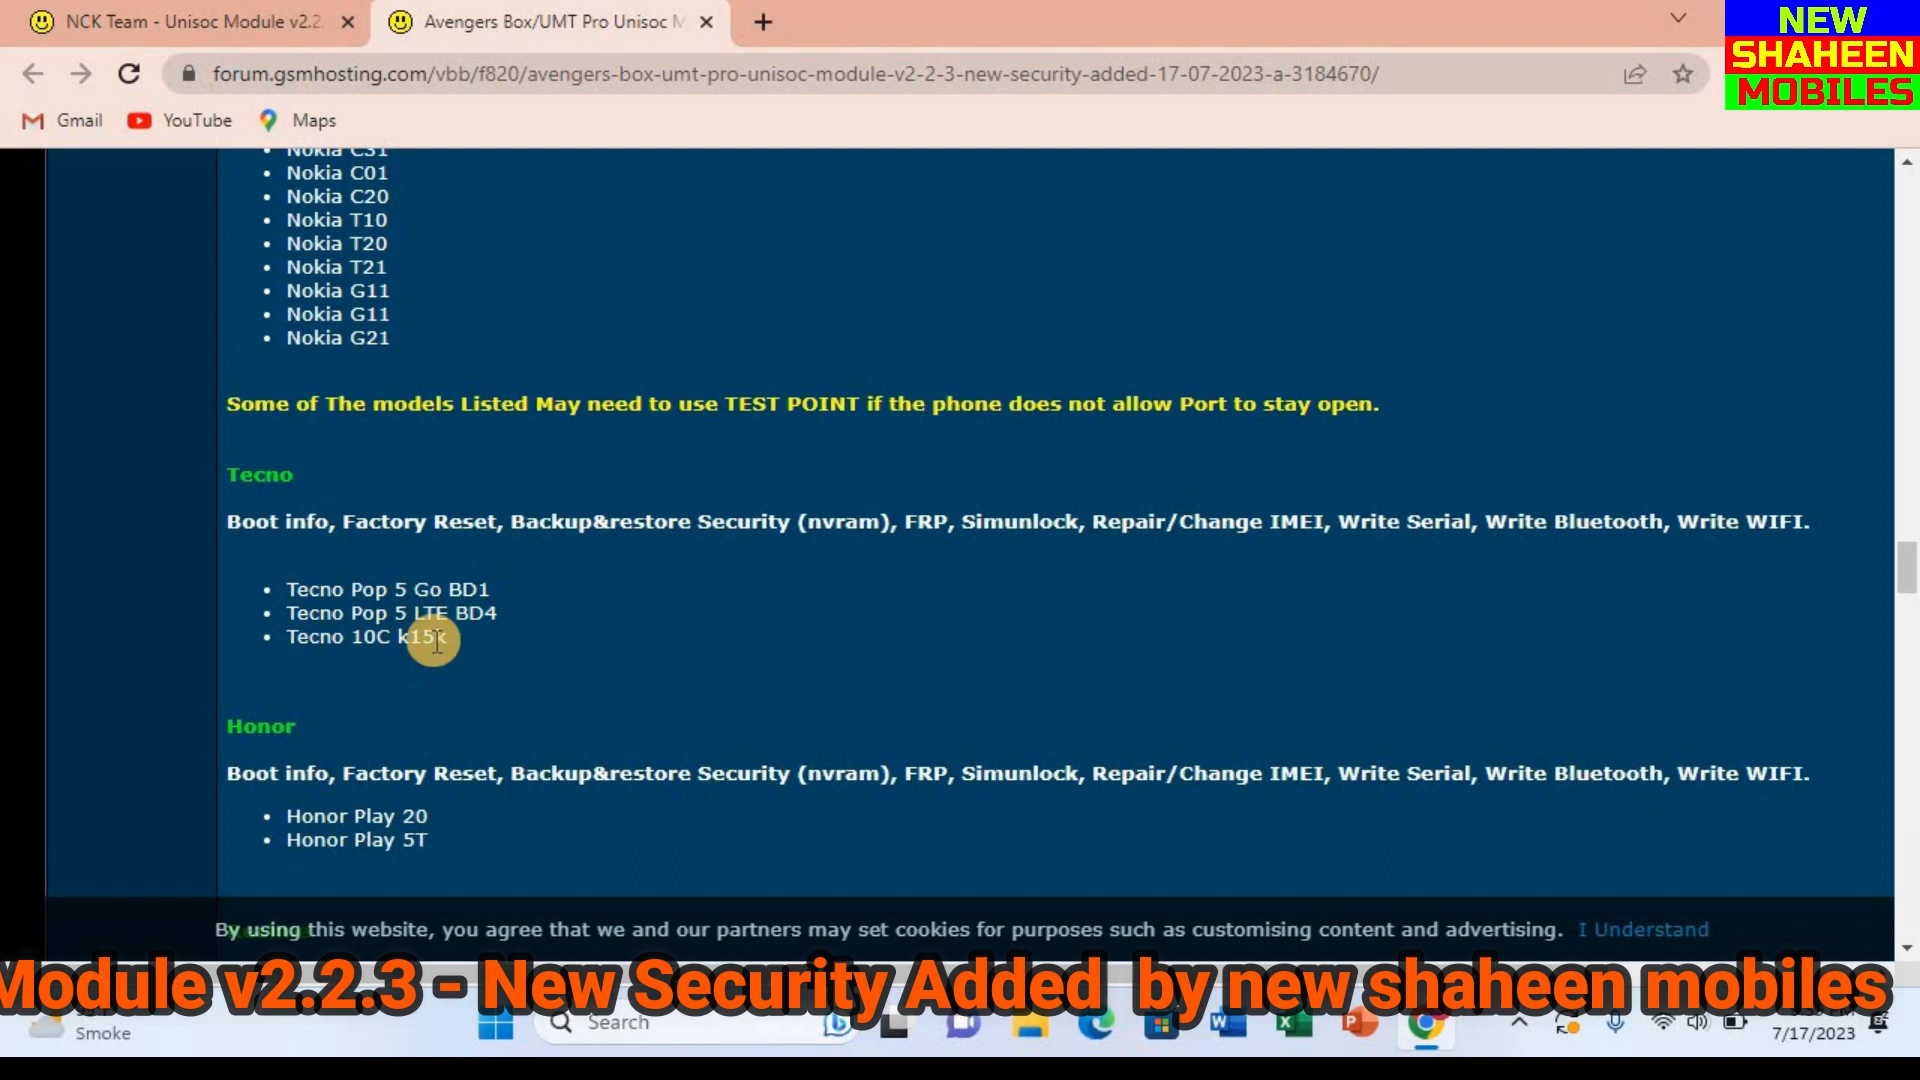 NCK Team - Unisoc Module v2.2
Avengers Box/UMT Pro Unisoc M
NEW
SHAHEEN
MOBILES
forum.gsmhosting.com/vbb/f820/avengers-box-umt-pro-unisoc-module-v2-2-3-new-security-added-17-07-2023-a-3184670/
Gmail
YouTube
Maps
Nokia C31
Nokia C01
Nokia C20
Nokia T10
Nokia T20
Nokia T21
Nokia G11
Nokia G11
Nokia G21
Some of The models Listed May need to use TEST POINT if the phone does not allow Port to stay open.
Tecno
Boot info, Factory Reset, Backup&restore Security (nvram), FRP, Simunlock, Repair/Change IMEI, Write Serial, Write Bluetooth, Write WIFI.
Tecno Pop 5 Go BD1
Tecno Pop 5 LTE BD4
Tecno 10C k15k
Honor
Boot info, Factory Reset, Backup&restore Security (nvram), FRP, Simunlock, Repair/Change IMEI, Write Serial, Write Bluetooth, Write WIFI.
Honor Play 20
Honor Play 5T
By using this website, you agree that we and our partners may set cookies for purposes such as customising content and advertising. I Understand
Module v2.2.3 - New Security Added by new shaheen mobiles
Smoke
Search
7/17/2023